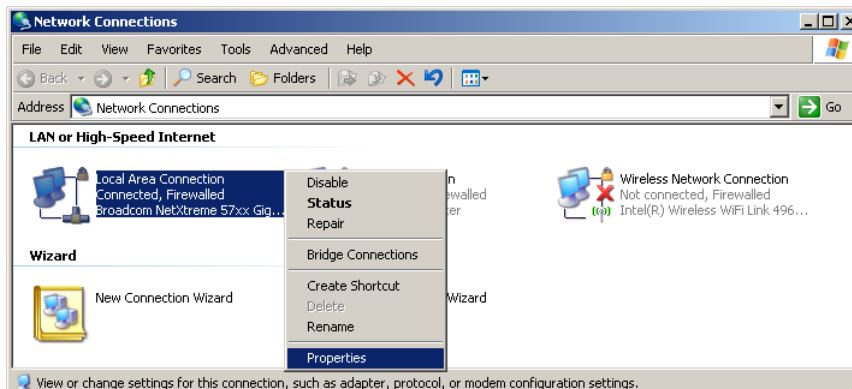 Network Connections
File Edit View Favorites Tools Advanced Help
Back Search Folders
Address Network Connections Go
LAN or High-Speed Internet
Local Area Connection
Connected, Firewalled
Broadcom NetXtreme 57xx Gig...
Disable
Status
Repair
Bridge Connections
Create Shortcut
Delete
Rename
Properties
Wireless Network Connection
Not connected, Firewalled
Intel(R) Wireless WiFi Link 496...
Wizard
New Connection Wizard
Wizard
View or change settings for this connection, such as adapter, protocol, or modem configuration settings.